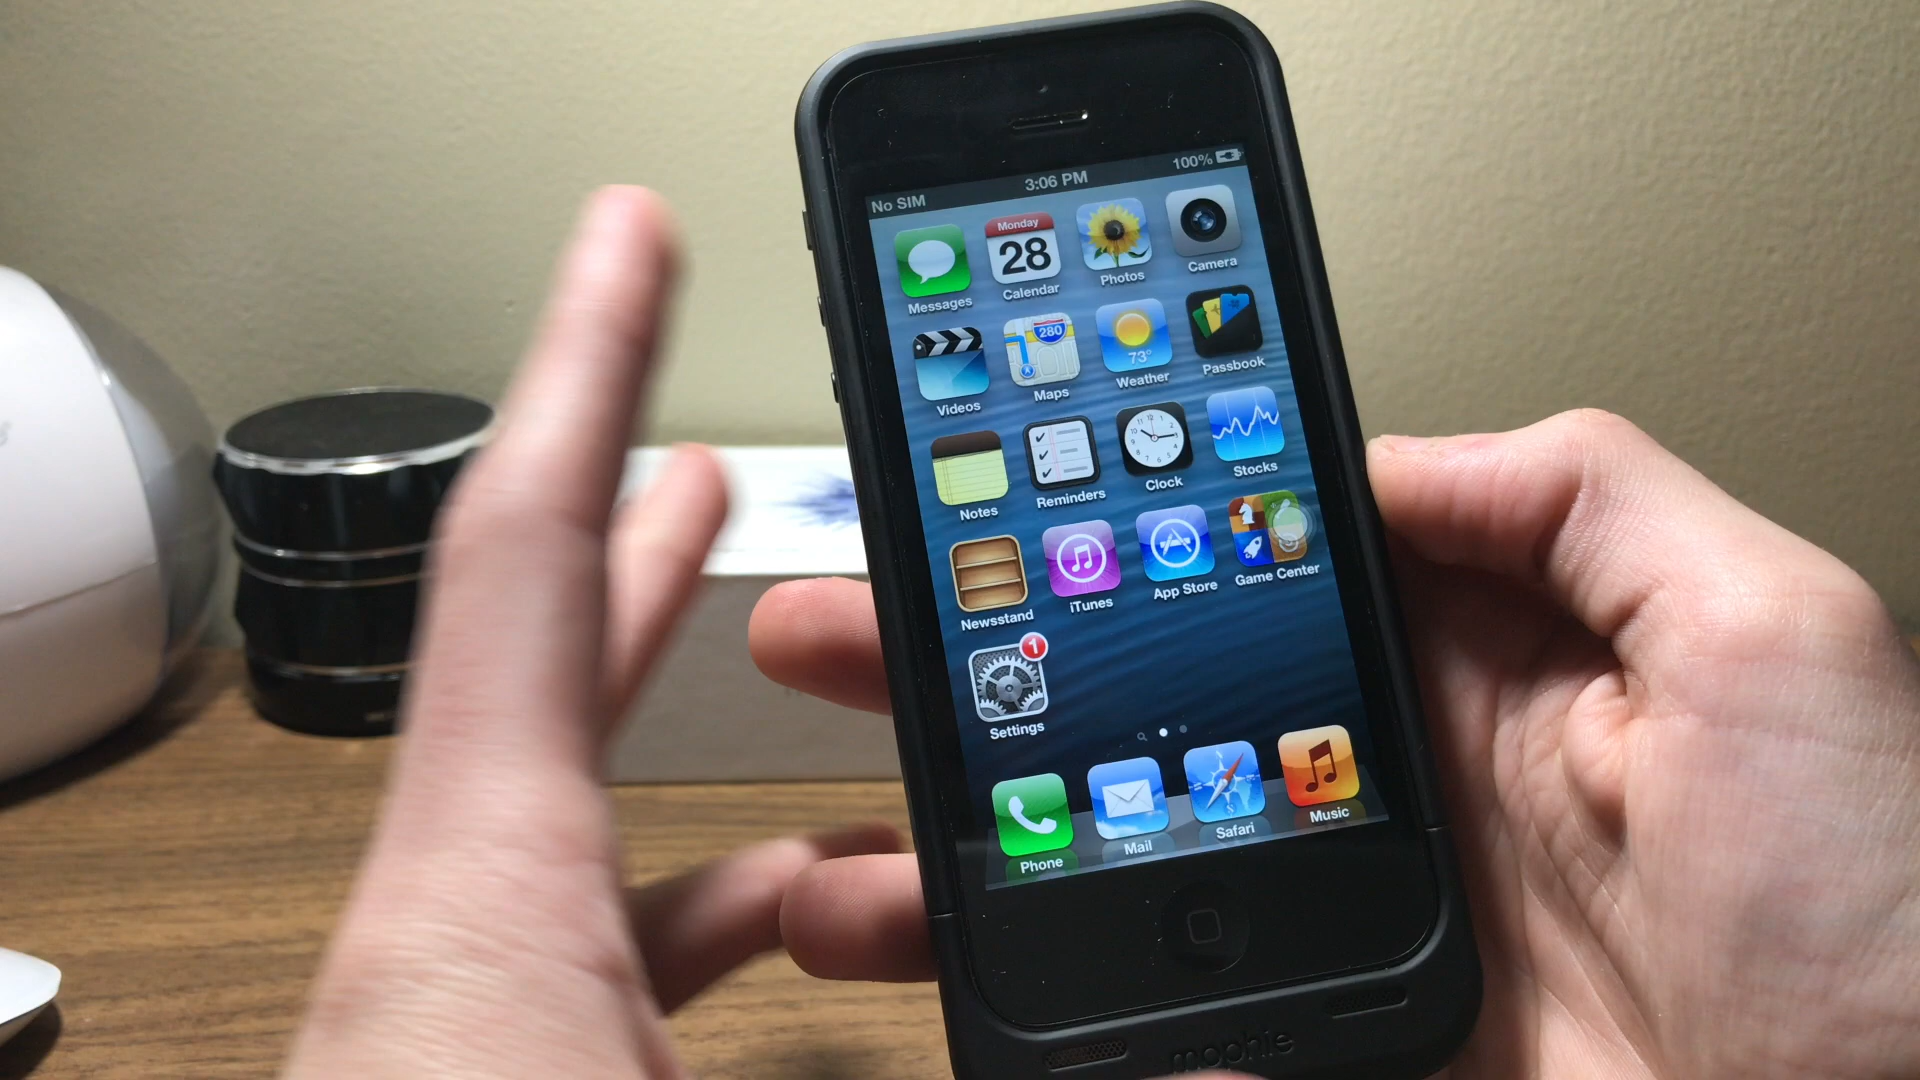 100%
3:06 PM
No SIM
Monday
28
Messages
Calendar
Photos
Camera
280
73°
Videos
Maps
Weather
Passbook
Notes
Reminders
Clock
Stocks
Newsstand
iTunes
App Store
Game Center
1
Settings
Phone
Mail
Safari
Music
mophie